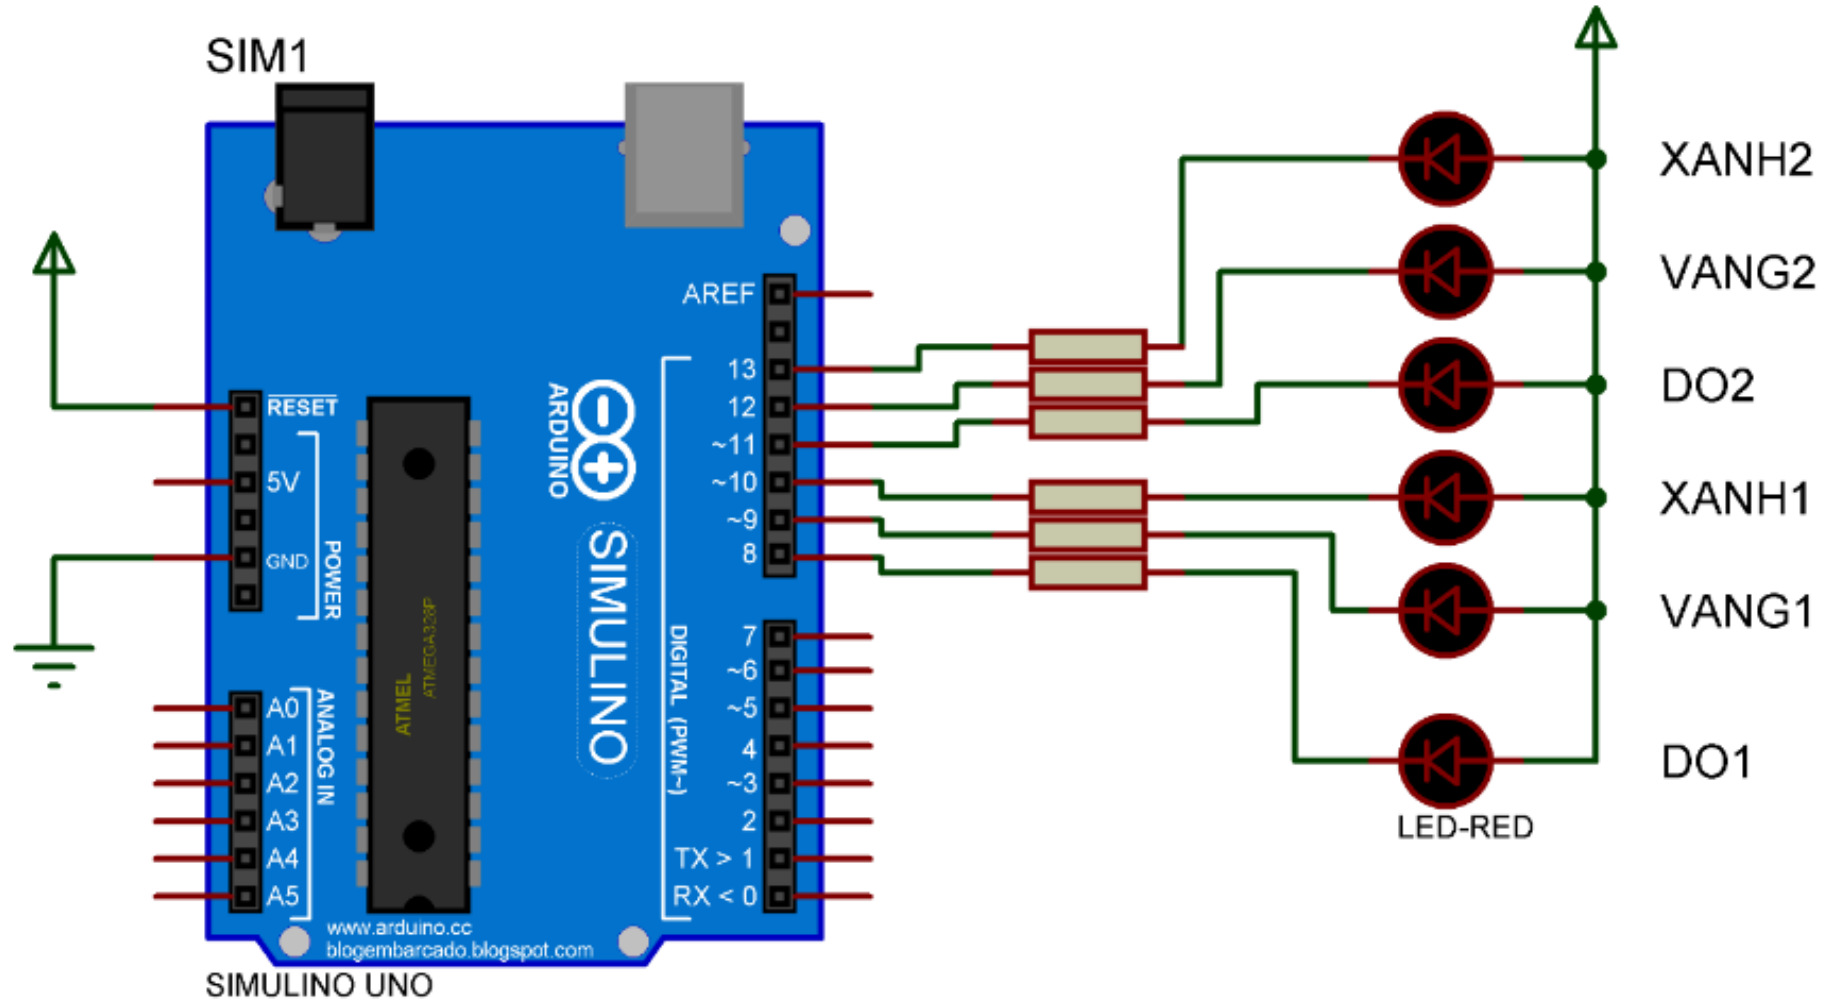 SIM1
AREF
13
12
~11
~10
~9
8
7
~6
~5
4
~3
2
TX > 1
RX < 0
RESET
5V
GND
POWER
A0
A1
A2
A3
A4
A5
ANALOG IN
ARDUINO
SIMULINO
DIGITAL (PWM~)
ATMEL
ATMEGA328P
www.arduino.cc
blogembarcado.blogspot.com
SIMULINO UNO
XANH2
VANG2
DO2
XANH1
VANG1
DO1
LED-RED